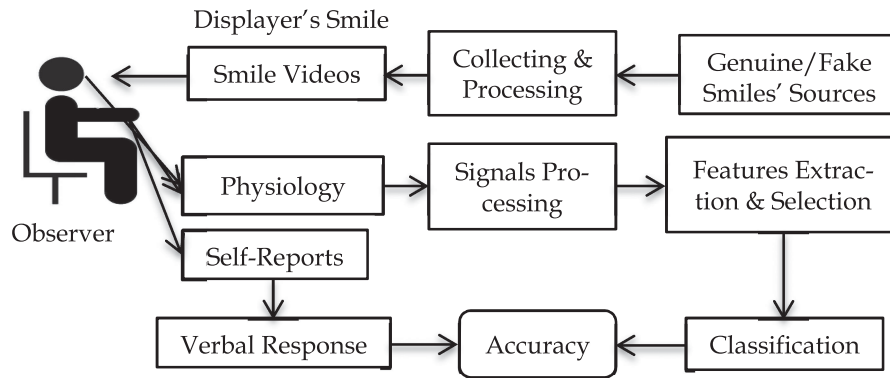 Displayer’s Smile
Smile Videos
Collecting &
Processing
Genuine/Fake
Smiles’ Sources
Observer
Physiology
Signals Pro-
cessing
Features Extrac-
tion & Selection
Self-Reports
Verbal Response
Accuracy
Classification